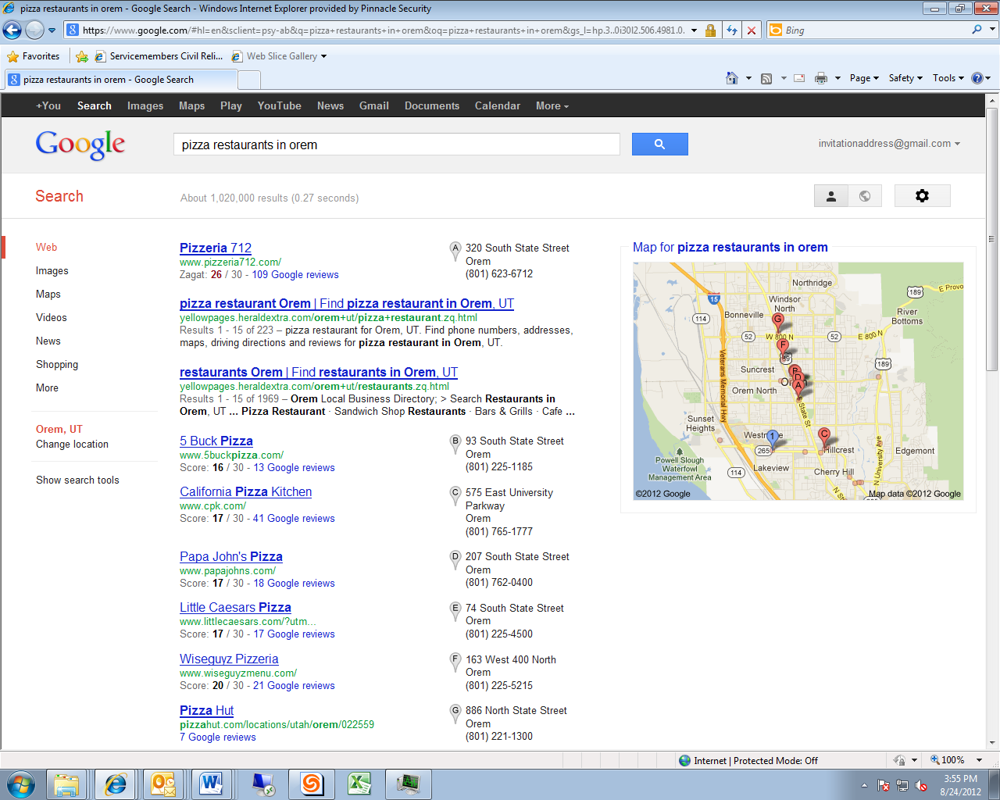 pizza restaurants in orem - Google Search - Windows Internet Explorer provided by Pinnacle Security
https://www.google.com/#hl=en&sclient=psy-ab&q=pizza+restaurants+in+orem&oq=pizza+restaurants+in+orem&gs_l=hp.3..0i30l2.506.4981.0.
Bing
Favorites
Servicemembers Civil Reli...
Web Slice Gallery
pizza restaurants in orem - Google Search
Page
Safety
Tools
+You Search Images Maps Play YouTube News Gmail Documents Calendar More
Google
pizza restaurants in orem
invitationaddress@gmail.com
Search
About 1,020,000 results (0.27 seconds)
Web
Images
Maps
Videos
News
Shopping
More
Orem, UT
Change location
Show search tools
Pizzeria 712
www.pizzeria712.com/
Zagat: 26 / 30 - 109 Google reviews
A
320 South State Street
Orem
(801) 623-6712
pizza restaurant Orem | Find pizza restaurant in Orem, UT
yellowpages.heraldextra.com/orem+ut/pizza+restaurant.zq.html
Results 1 - 15 of 223 – pizza restaurant for Orem, UT. Find phone numbers, addresses,
maps, driving directions and reviews for pizza restaurant in Orem, UT.
restaurants Orem | Find restaurants in Orem, UT
yellowpages.heraldextra.com/orem+ut/restaurants.zq.html
Results 1 - 15 of 1969 – Orem Local Business Directory; > Search Restaurants in
Orem, UT ... Pizza Restaurant · Sandwich Shop Restaurants · Bars & Grills · Cafe ...
5 Buck Pizza
www.5buckpizza.com/
Score: 16 / 30 - 13 Google reviews
B
93 South State Street
Orem
(801) 225-1185
California Pizza Kitchen
www.cpk.com/
Score: 17 / 30 - 41 Google reviews
C
575 East University
Parkway
Orem
(801) 765-1777
Papa John's Pizza
www.papajohns.com/
Score: 17 / 30 - 18 Google reviews
D
207 South State Street
Orem
(801) 762-0400
Little Caesars Pizza
www.littlecaesars.com/?utm...
Score: 17 / 30 - 17 Google reviews
E
74 South State Street
Orem
(801) 225-4500
Wiseguyz Pizzeria
www.wiseguyzmenu.com/
Score: 20 / 30 - 21 Google reviews
F
163 West 400 North
Orem
(801) 225-5215
Pizza Hut
pizzahut.com/locations/utah/orem/022559
7 Google reviews
G
886 North State Street
Orem
(801) 221-1300
Map for pizza restaurants in orem
Northridge
189
E Provo
15
Windsor
North
River
Bottoms
Bonneville
114
G
52
W 800 N
52
E 800 N
F
189
Veterans Memorial Hwy
Suncrest
D
A
Orem North
State St
Sunset
Heights
1
C
265
Hillcrest
Edgemont
Powell Slough
Waterfowl
Management Area
Lakeview
114
Cherry Hill
N University Ave
N St
©2012 Google
Map data ©2012 Google
Internet | Protected Mode: Off
100%
3:55 PM
8/24/2012